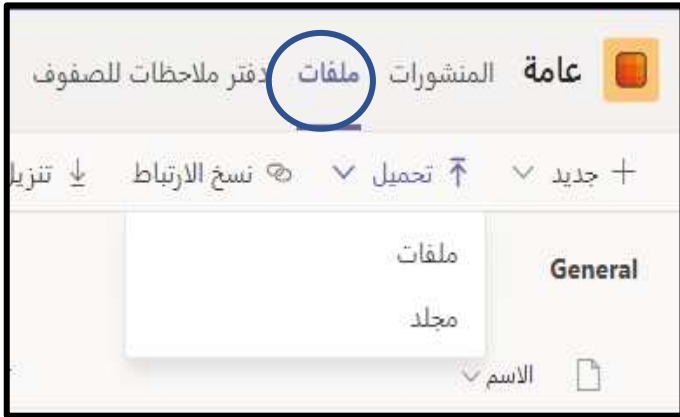 عامة المنشورات ملفات دفتر ملاحظات للصفوف
+ جديد تحميل نسخ الارتباط تنزيل
ملفات
General
مجلد
الاسم